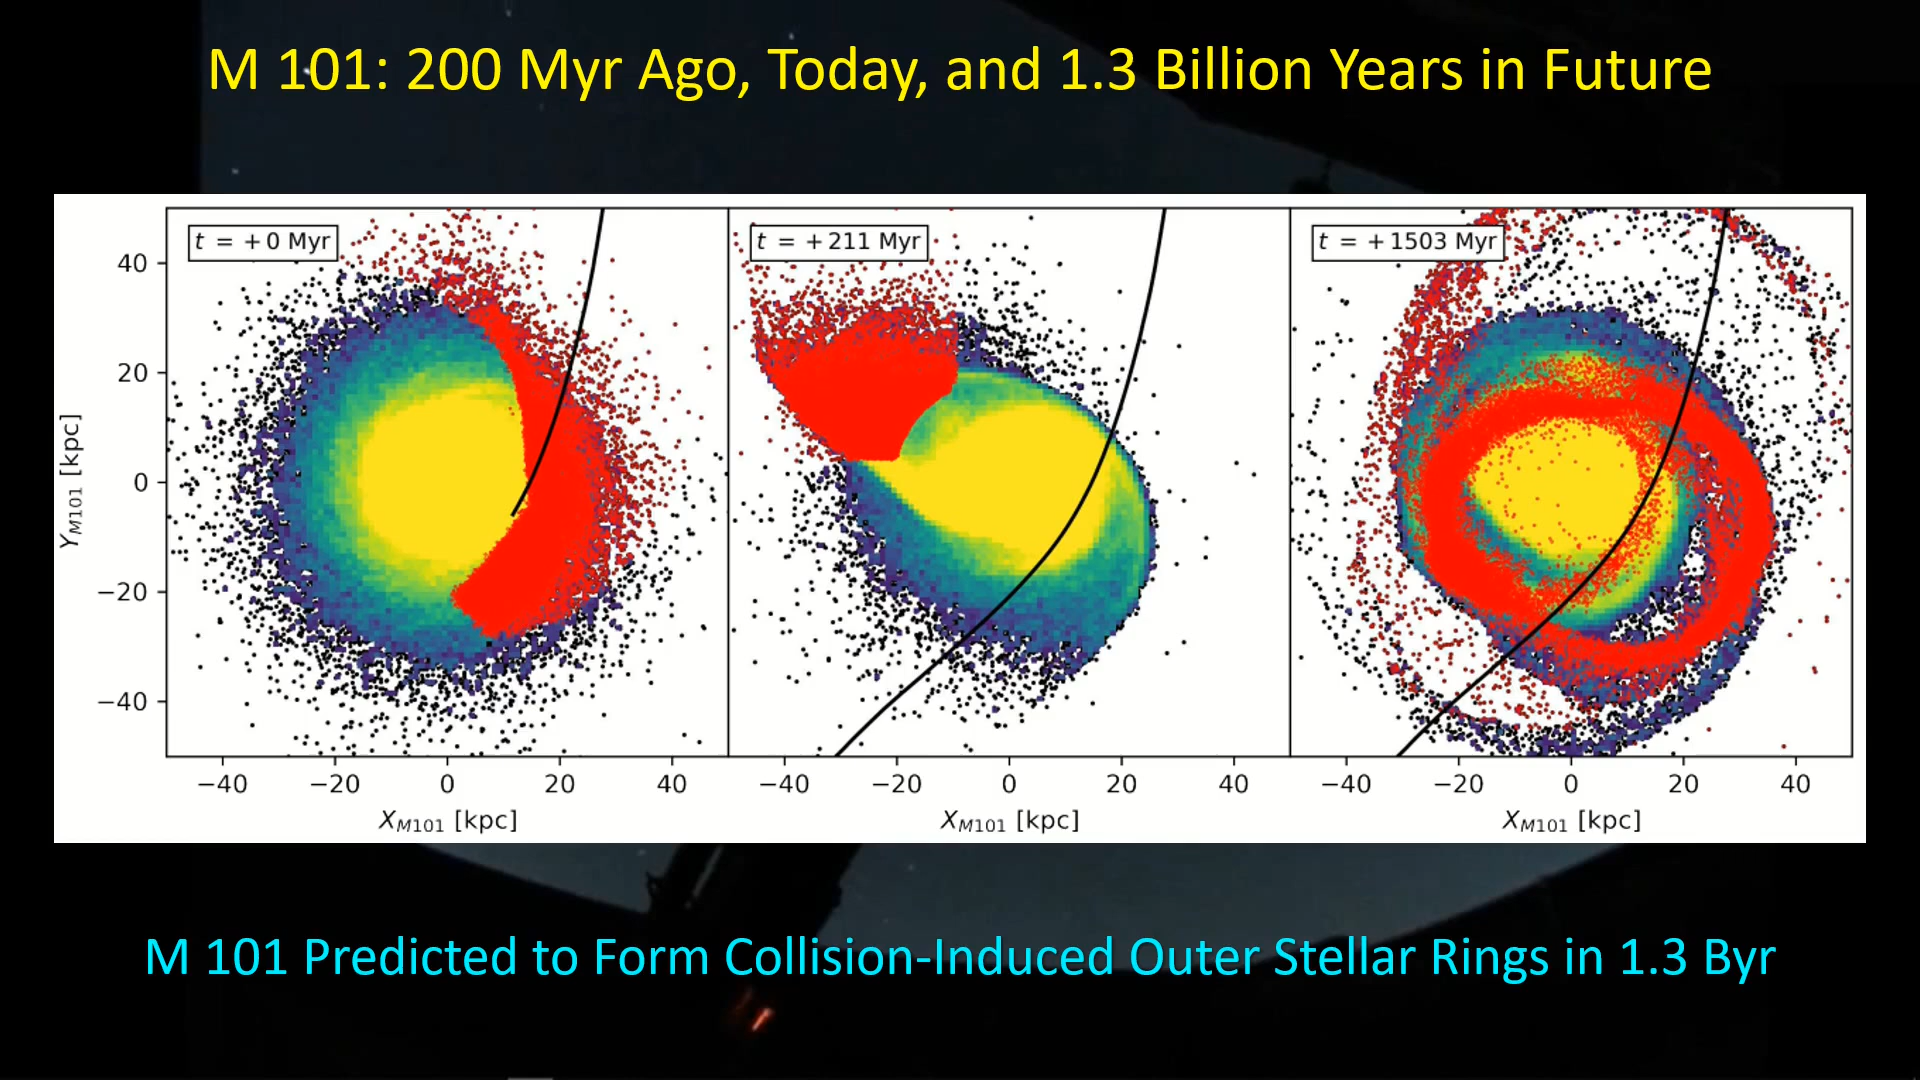 M 101: 200 Myr Ago, Today, and 1.3 Billion Years in Future
t = +0 Myr
t = +211 Myr
t = +1503 Myr
40
20
0
−20
−40
Y_M101 [kpc]
−40 −20 0 20 40 −40 −20 0 20 40 −40 −20 0 20 40
X_M101 [kpc] X_M101 [kpc] X_M101 [kpc]
M 101 Predicted to Form Collision-Induced Outer Stellar Rings in 1.3 Byr